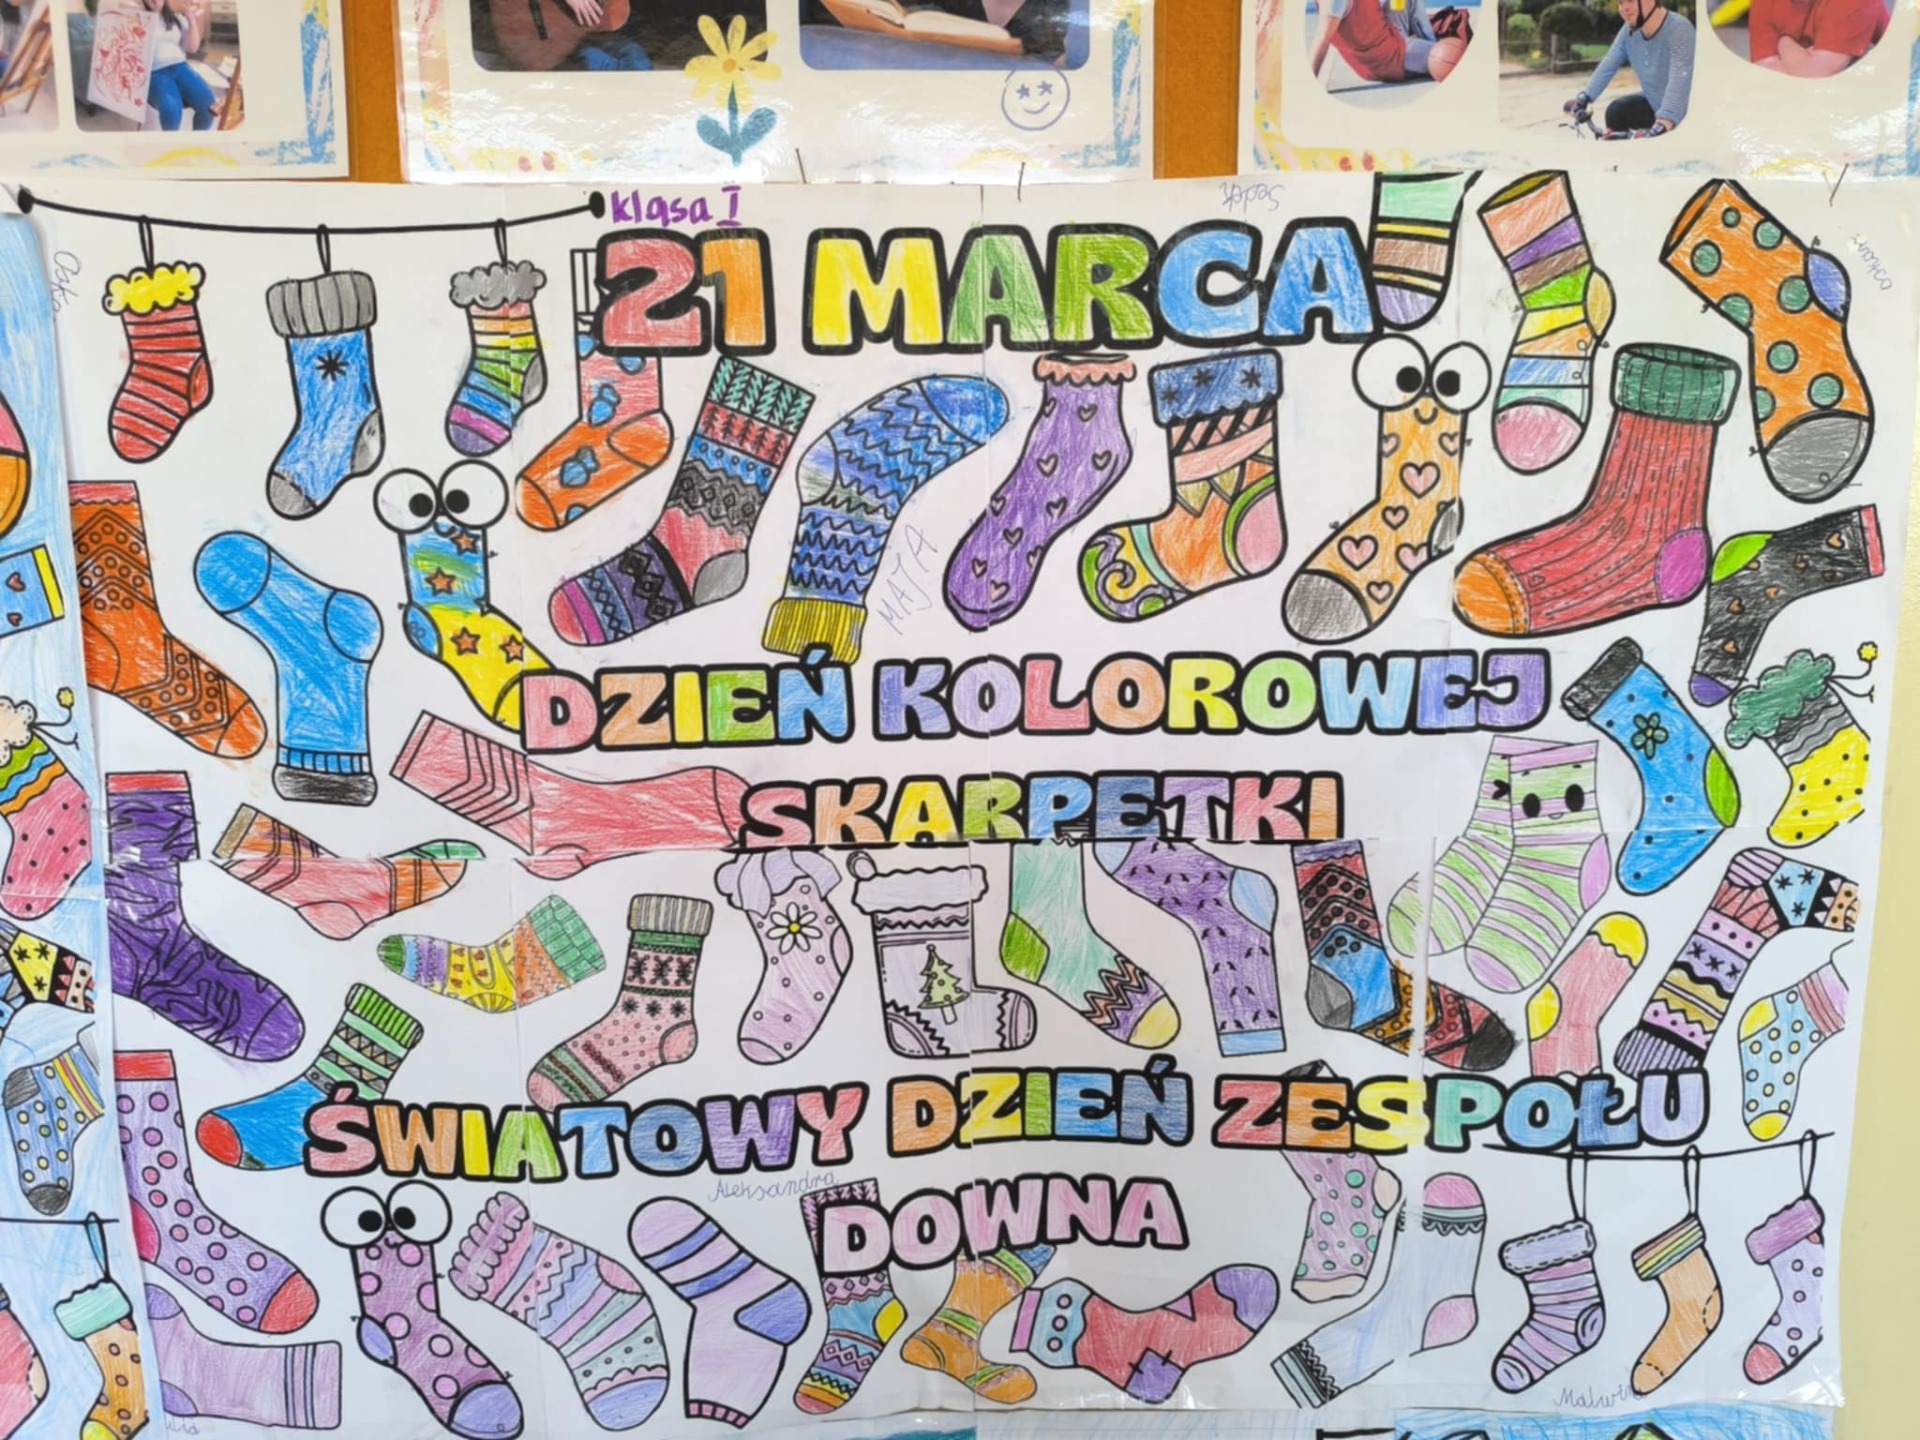 klasa I
21 MARCA
MAJA
DZIEŃ KOLOROWEJ
SKARPETKI
ŚWIATOWY DZIEŃ ZESPOŁU
Aleksandra
DOWNA